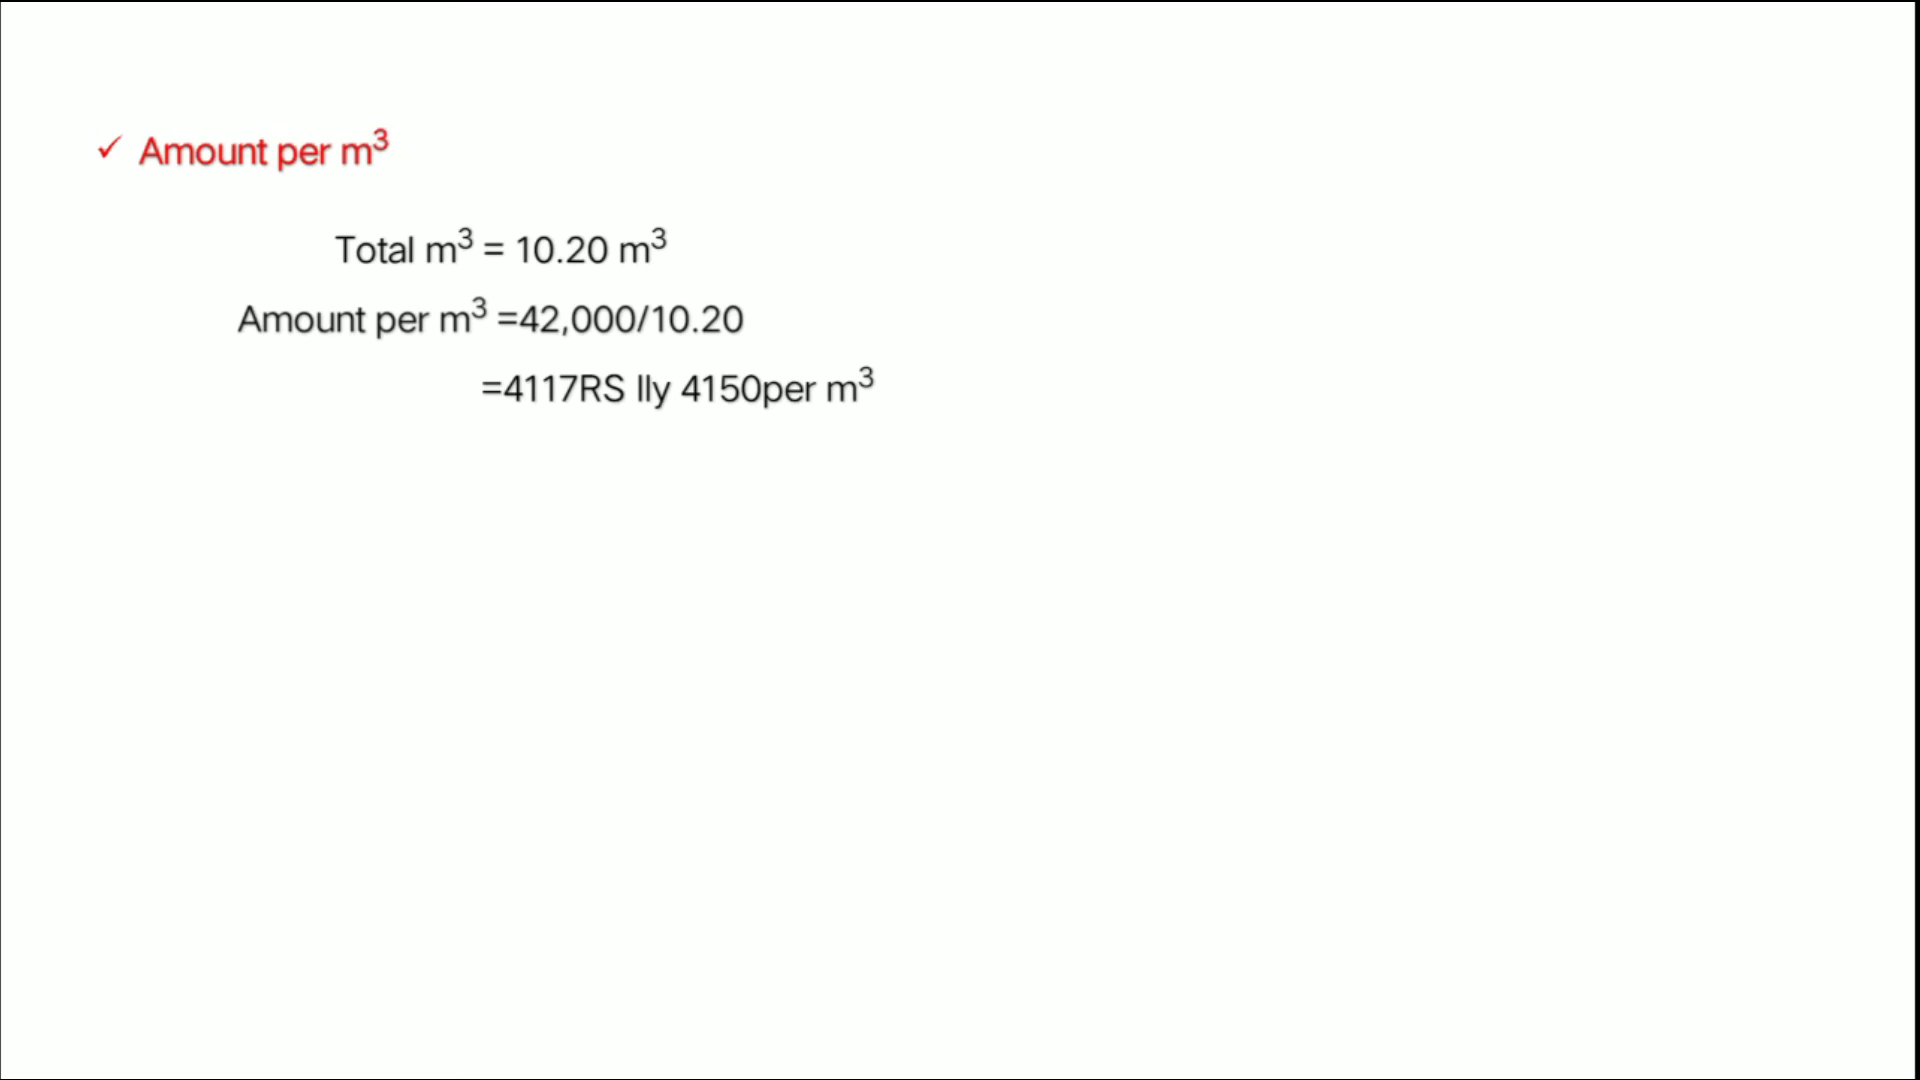 ✓ Amount per m³
Total m³ = 10.20 m³
Amount per m³ =42,000/10.20
=4117RS lly 4150per m³